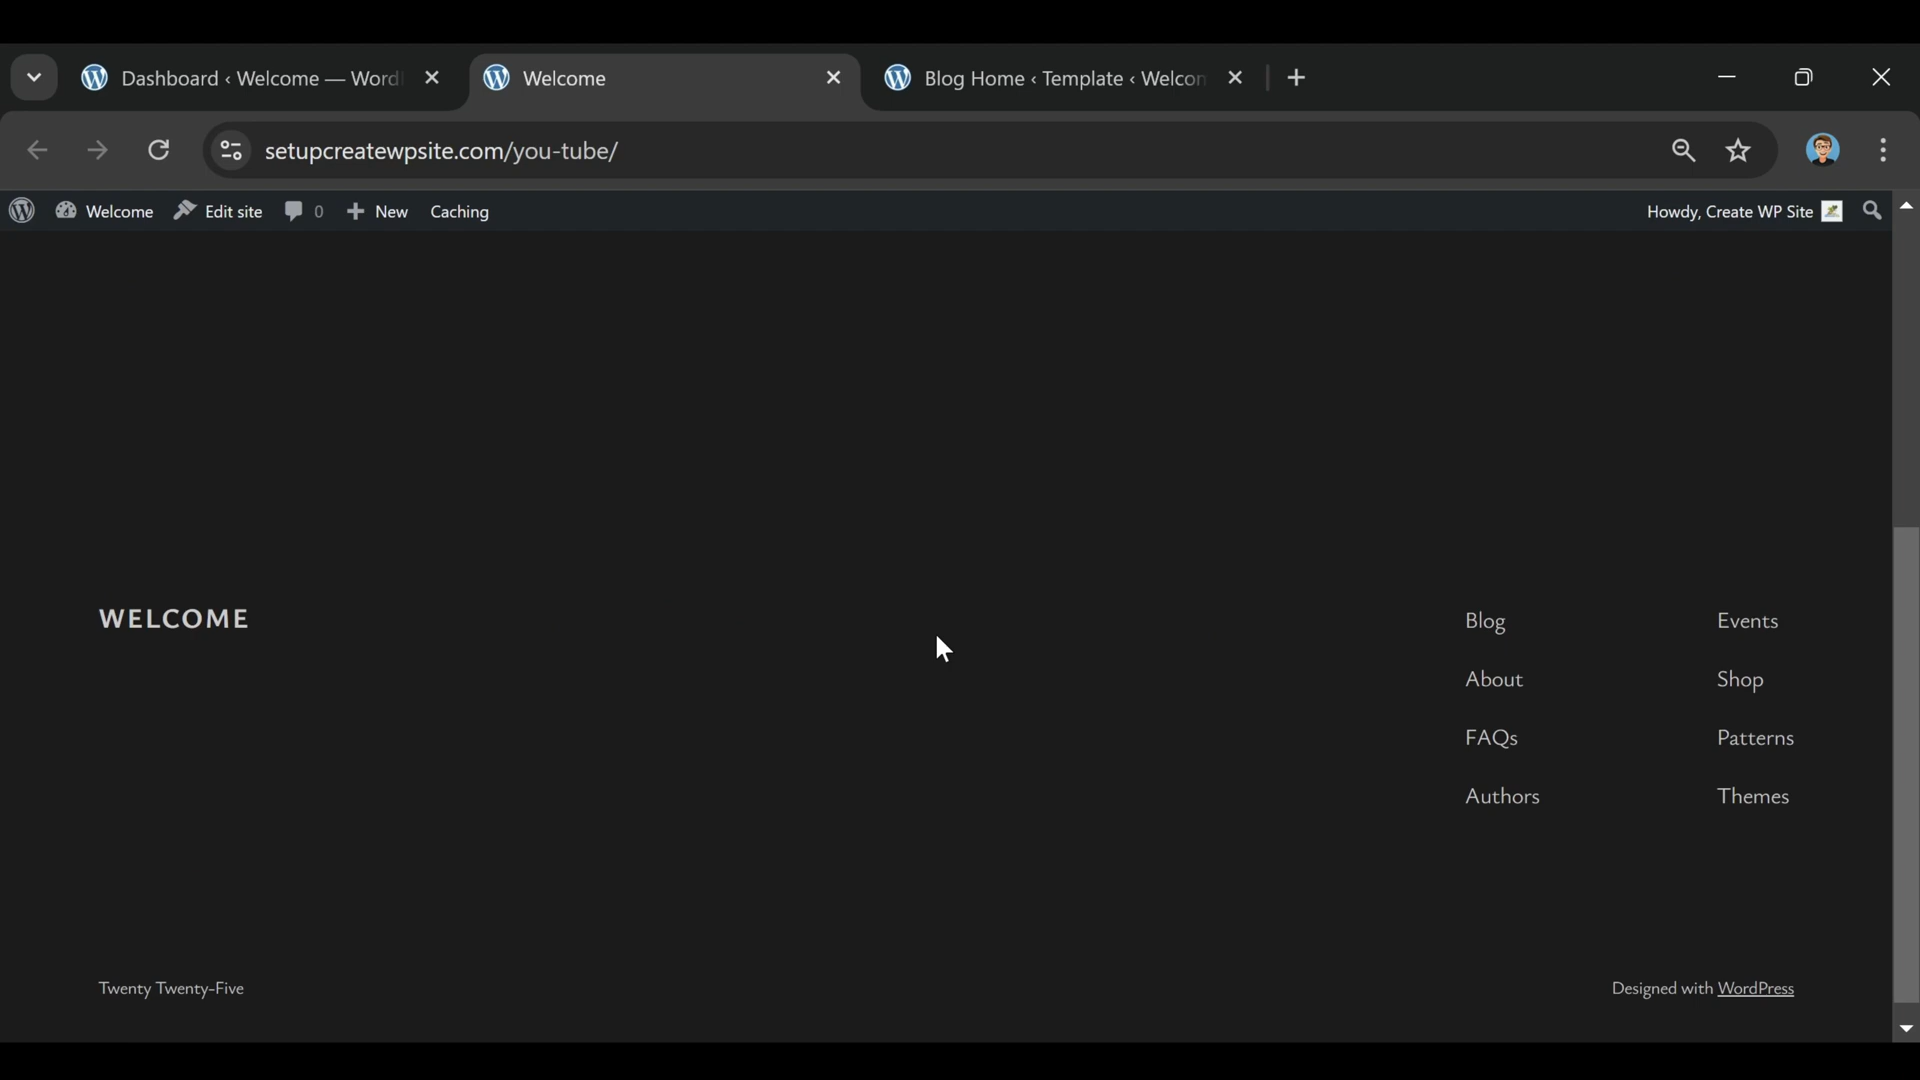 Dashboard ‹ Welcome — Word
Welcome
Blog Home ‹ Template ‹ Welcom
setupcreatewpsite.com/you-tube/
Welcome
Edit site
0
New
Caching
Howdy, Create WP Site
WELCOME
Blog
Events
About
Shop
FAQs
Patterns
Authors
Themes
Twenty Twenty-Five
Designed with WordPress